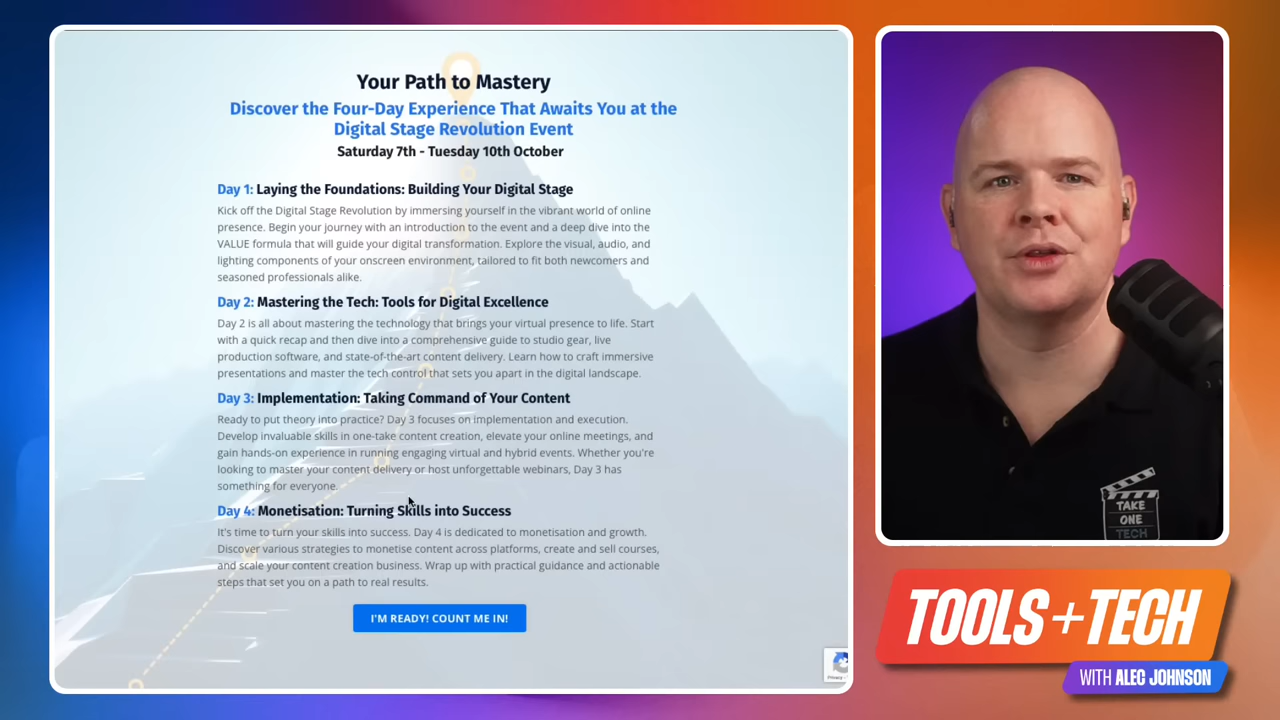 Your Path to Mastery
Discover the Four-Day Experience That Awaits You at the
Digital Stage Revolution Event
Saturday 7th - Tuesday 10th October
Day 1: Laying the Foundations: Building Your Digital Stage
Kick off the Digital Stage Revolution by immersing yourself in the vibrant world of online
presence. Begin your journey with an introduction to the event and a deep dive into the
VALUE formula that will guide your digital transformation. Explore the visual, audio, and
lighting components of your onscreen environment, tailored to fit both newcomers and
seasoned professionals alike.
Day 2: Mastering the Tech: Tools for Digital Excellence
Day 2 is all about mastering the technology that brings your virtual presence to life. Start
with a quick recap and then dive into a comprehensive guide to studio gear, live
production software, and state-of-the-art content delivery. Learn how to craft immersive
presentations and master the tech control that sets you apart in the digital landscape.
Day 3: Implementation: Taking Command of Your Content
Ready to put theory into practice? Day 3 focuses on implementation and execution.
Develop invaluable skills in one-take content creation, elevate your online meetings, and
gain hands-on experience in running engaging virtual and hybrid events. Whether you're
looking to master your content delivery or host unforgettable webinars, Day 3 has
something for everyone.
Day 4: Monetisation: Turning Skills into Success
It's time to turn your skills into success. Day 4 is dedicated to monetisation and growth.
Discover various strategies to monetise content across platforms, create and sell courses,
and scale your content creation business. Wrap up with practical guidance and actionable
steps that set you on a path to real results.
I'M READY! COUNT ME IN!
TAKE
ONE
TECH
TOOLS+TECH
WITH ALEC JOHNSON